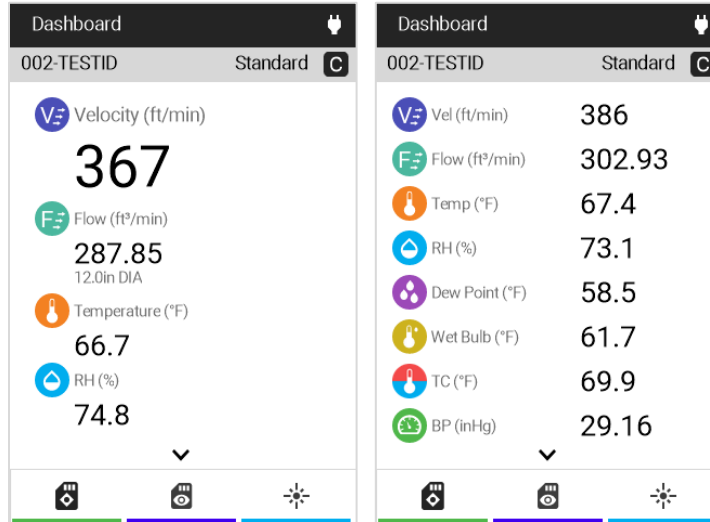 Dashboard
002-TESTID Standard C
V Velocity (ft/min)
367
F Flow (ft³/min)
287.85
12.0in DIA
Temperature (°F)
66.7
RH (%)
74.8
Dashboard
002-TESTID Standard C
V Vel (ft/min) 386
F Flow (ft³/min) 302.93
Temp (°F) 67.4
RH (%) 73.1
Dew Point (°F) 58.5
Wet Bulb (°F) 61.7
TC (°F) 69.9
BP (inHg) 29.16